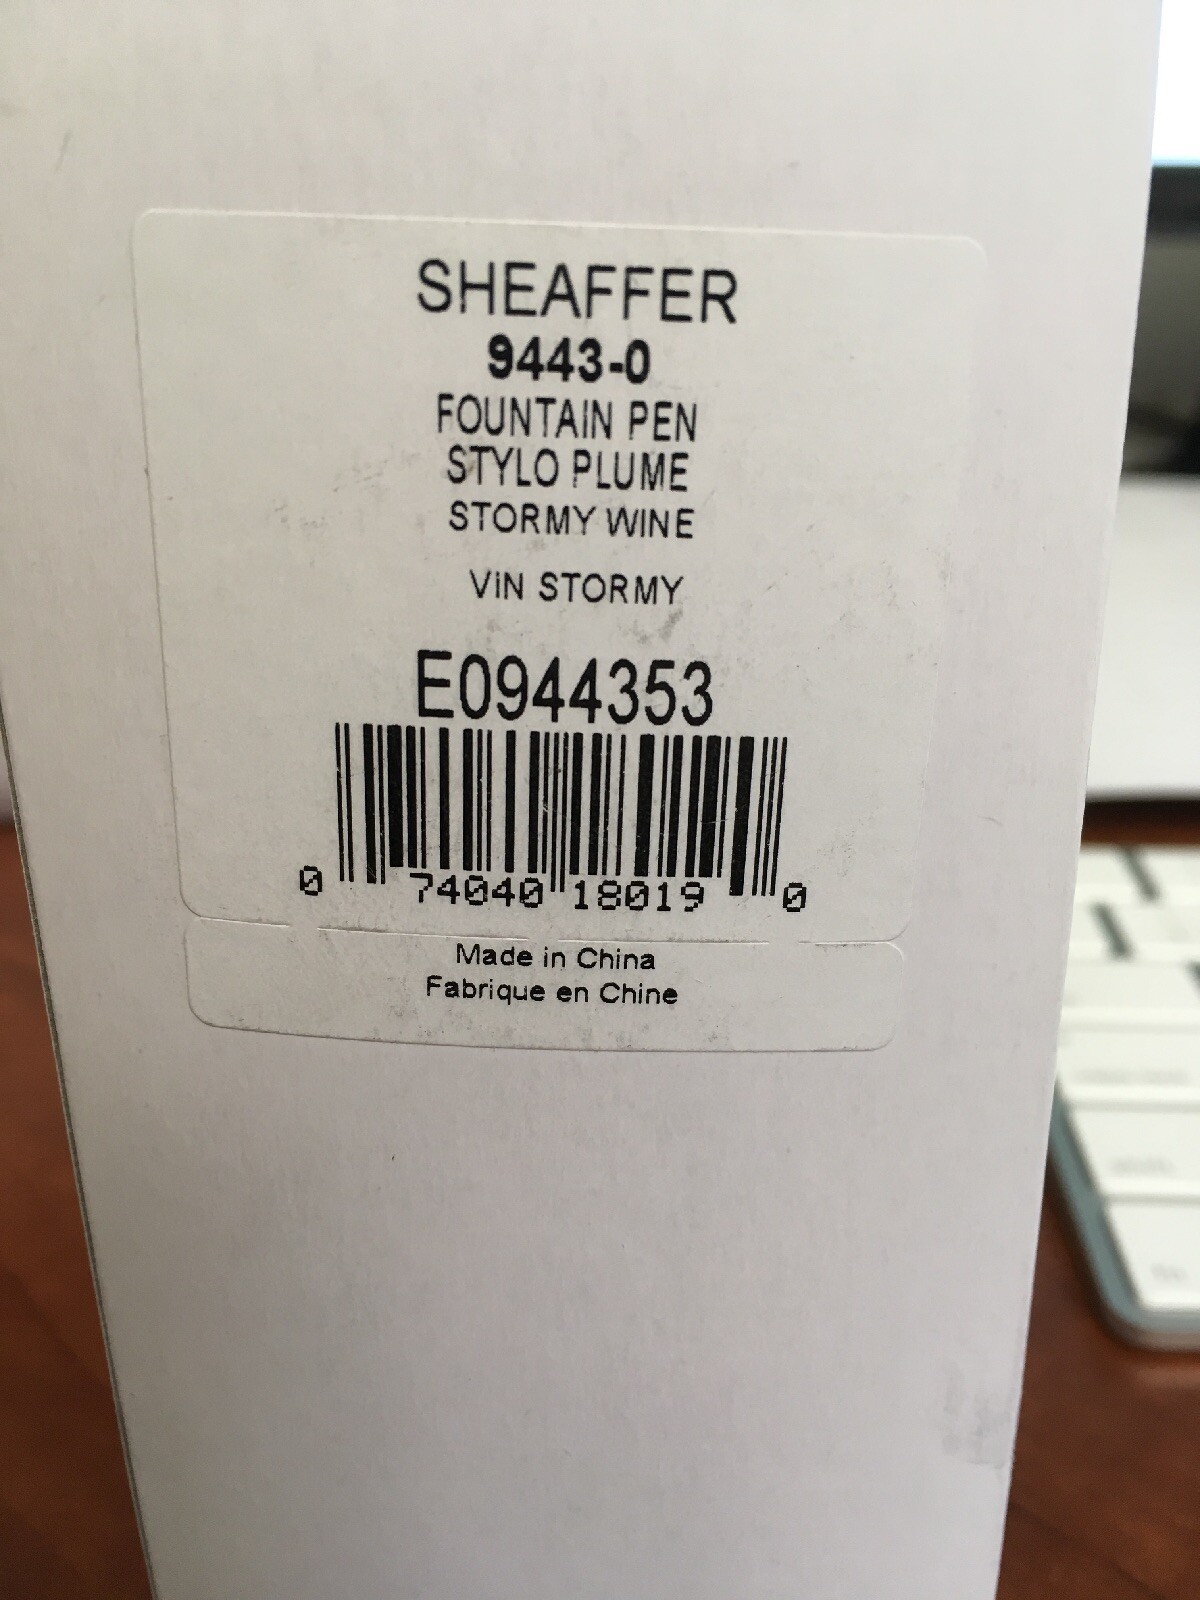 SHEAFFER
9443-0
FOUNTAIN PEN
STYLO PLUME
STORMY WINE
ViN STORMY
E0944353
0 74040 18019 0
Made in China
Fabrique en Chine